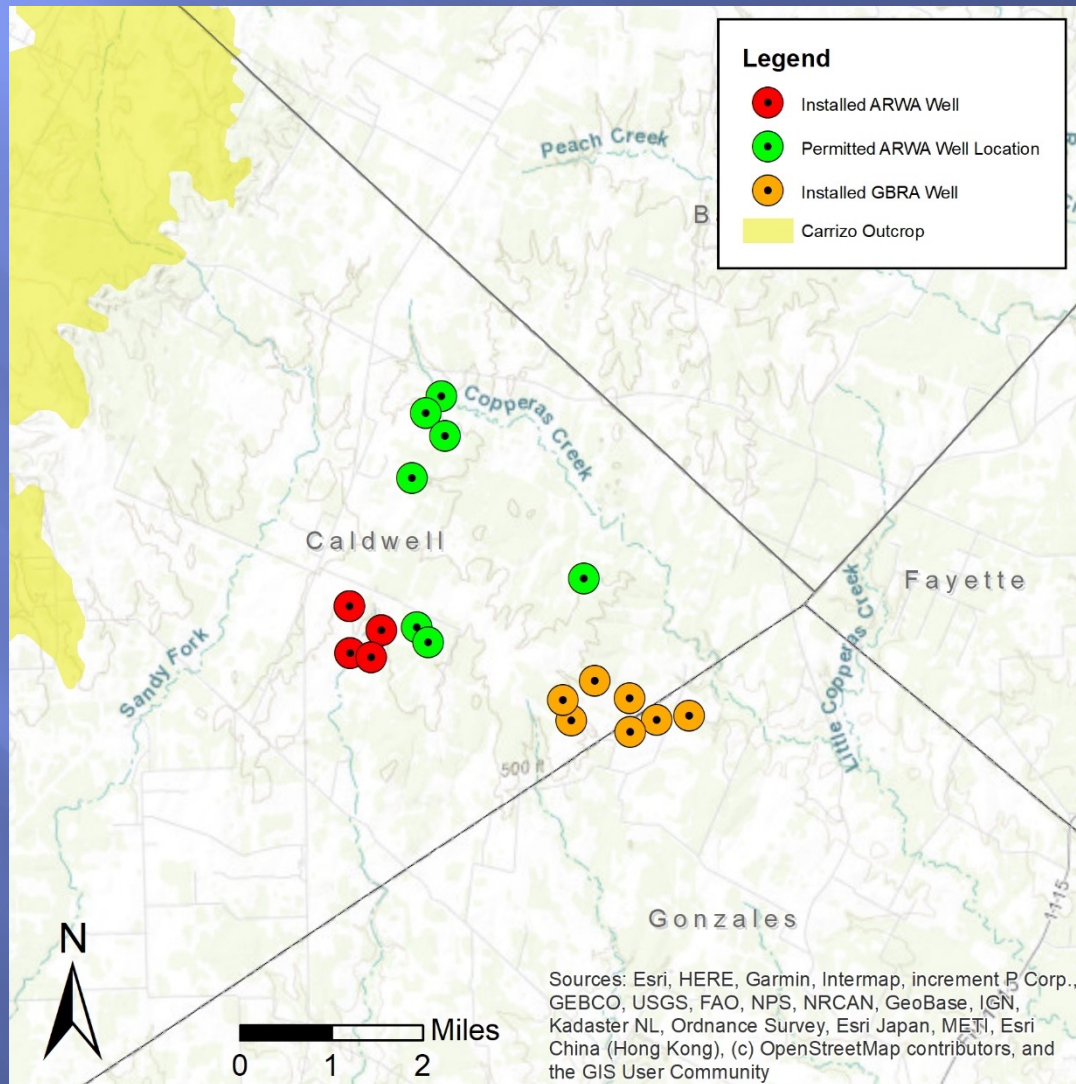 Legend
Installed ARWA Well
Permitted ARWA Well Location
Installed GBRA Well
Carrizo Outcrop
Peach Creek
B
Copperas Creek
Caldwell
Fayette
Little Copperas Creek
Sandy Fork
500 ft
Gonzales
N
Miles
0 1 2
Sources: Esri, HERE, Garmin, Intermap, increment P Corp.,
GEBCO, USGS, FAO, NPS, NRCAN, GeoBase, IGN,
Kadaster NL, Ordnance Survey, Esri Japan, METI, Esri
China (Hong Kong), (c) OpenStreetMap contributors, and
the GIS User Community